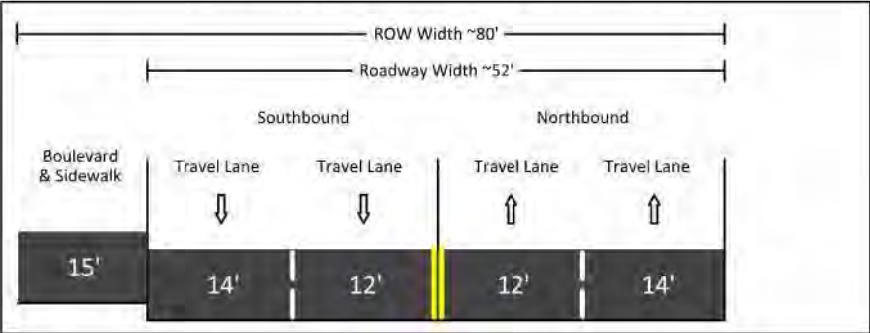 ROW Width ~80'
Roadway Width ~52'
Southbound
Northbound
Boulevard
& Sidewalk
Travel Lane
Travel Lane
Travel Lane
Travel Lane
15'
14'
12'
12'
14'